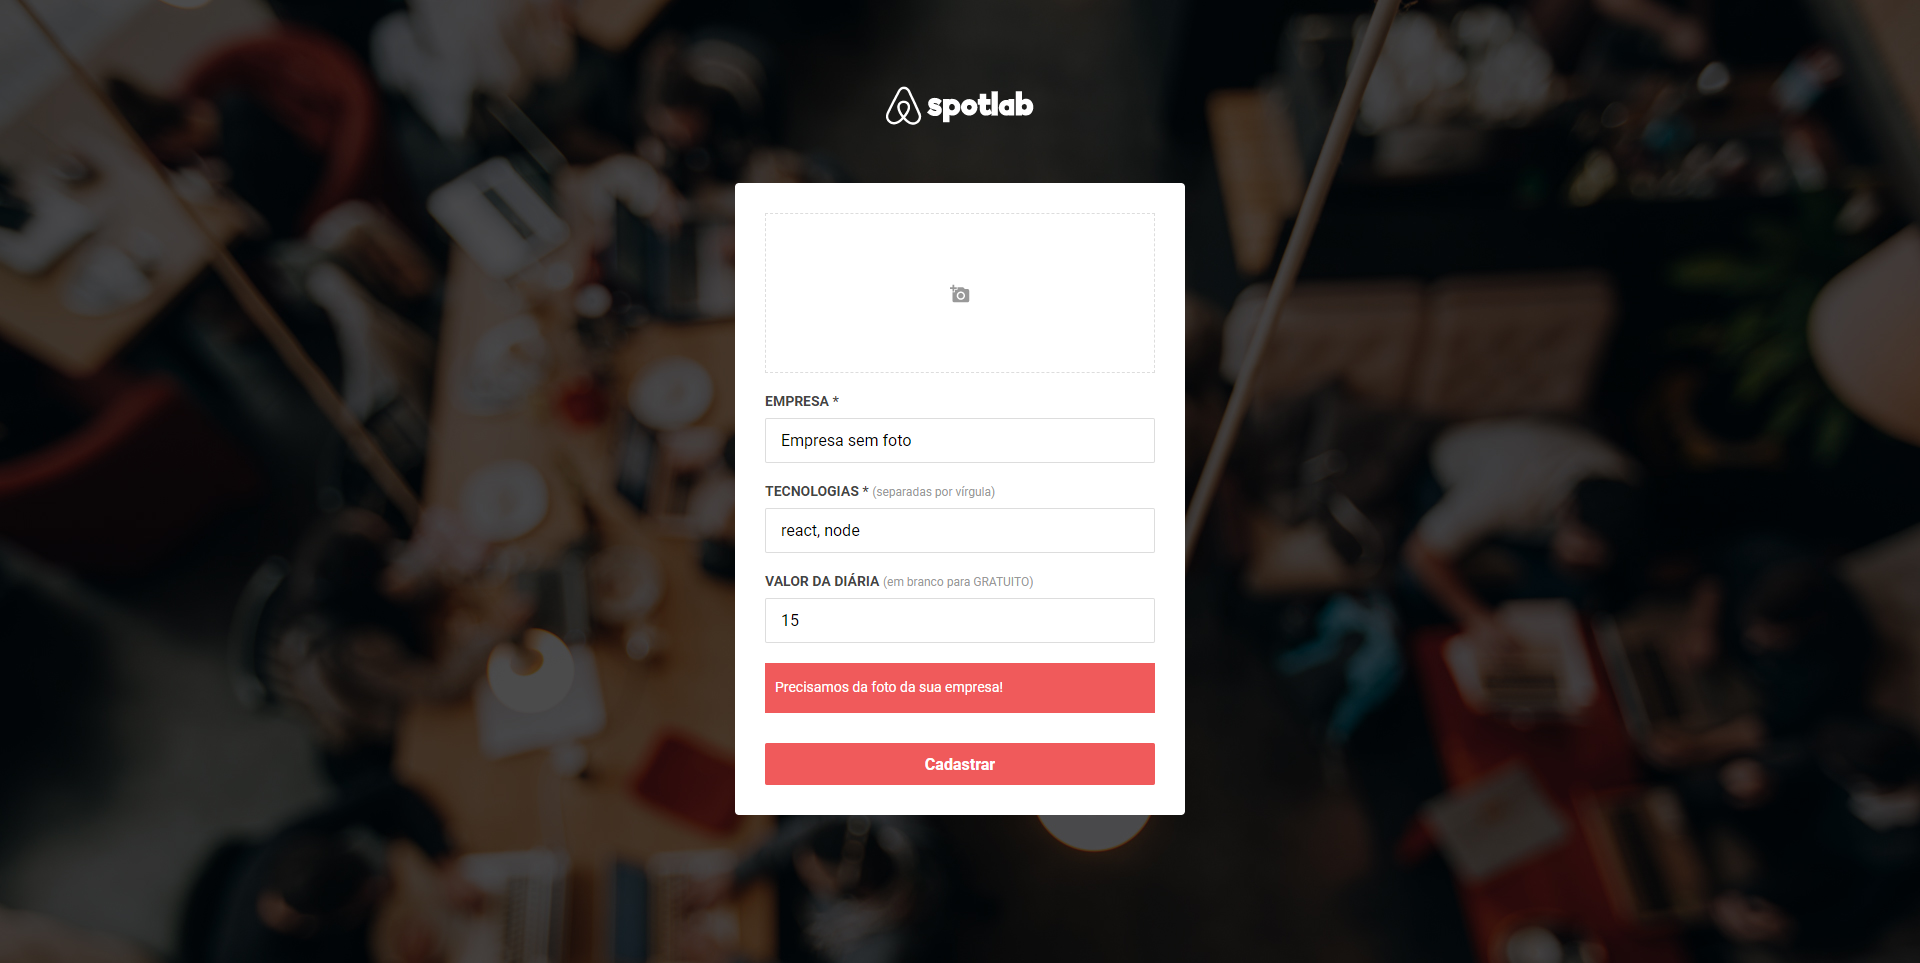 spotlab
EMPRESA *
Empresa sem foto
TECNOLOGIAS * (separadas por vírgula)
react, node
VALOR DA DIÁRIA (em branco para GRATUITO)
15
Precisamos da foto da sua empresa!
Cadastrar